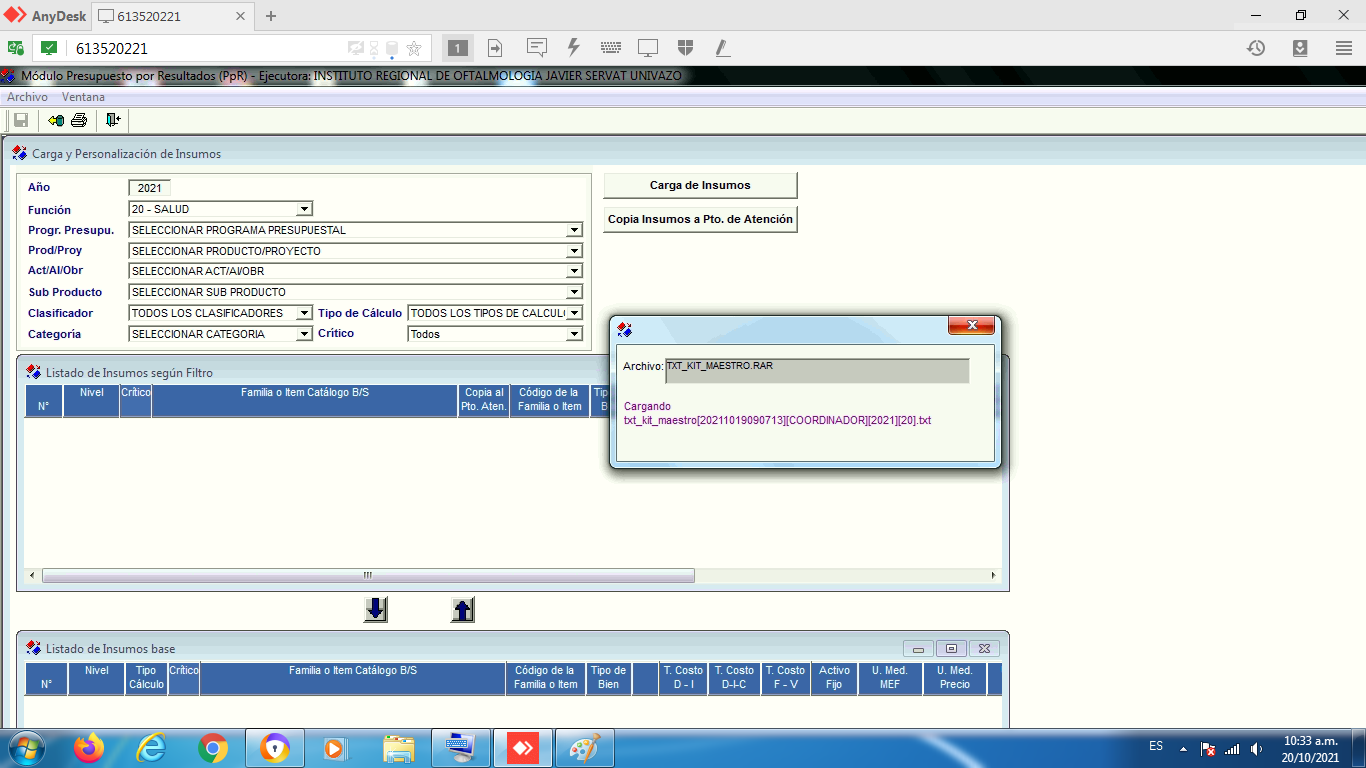 AnyDesk
613520221
613520221
1
Módulo Presupuesto por Resultados (PpR) - Ejecutora: INSTITUTO REGIONAL DE OFTALMOLOGIA JAVIER SERVAT UNIVAZO
Archivo Ventana
Carga y Personalización de Insumos
Año 2021
Función 20 - SALUD
Progr. Presupu. SELECCIONAR PROGRAMA PRESUPUESTAL
Prod/Proy SELECCIONAR PRODUCTO/PROYECTO
Act/AI/Obr SELECCIONAR ACT/AI/OBR
Sub Producto SELECCIONAR SUB PRODUCTO
Clasificador TODOS LOS CLASIFICADORES Tipo de Cálculo TODOS LOS TIPOS DE CALCUL
Categoria SELECCIONAR CATEGORIA Crítico Todos
Carga de Insumos
Copia Insumos a Pto. de Atención
Archivo: TXT_KIT_MAESTRO.RAR
Cargando
txt_kit_maestro[20211019090713][COORDINADOR][2021][20].txt
Listado de Insumos según Filtro
N° Nivel Crítico Familia o Item Catálogo B/S Copia al Pto. Aten. Código de la Familia o Item Tip B
Listado de Insumos base
N° Nivel Tipo Cálculo Crítico Familia o Item Catálogo B/S Código de la Familia o Item Tipo de Bien T. Costo D - I T. Costo D-I-C T. Costo F - V Activo Fijo U. Med. MEF U. Med. Precio
ES
10:33 a.m.
20/10/2021